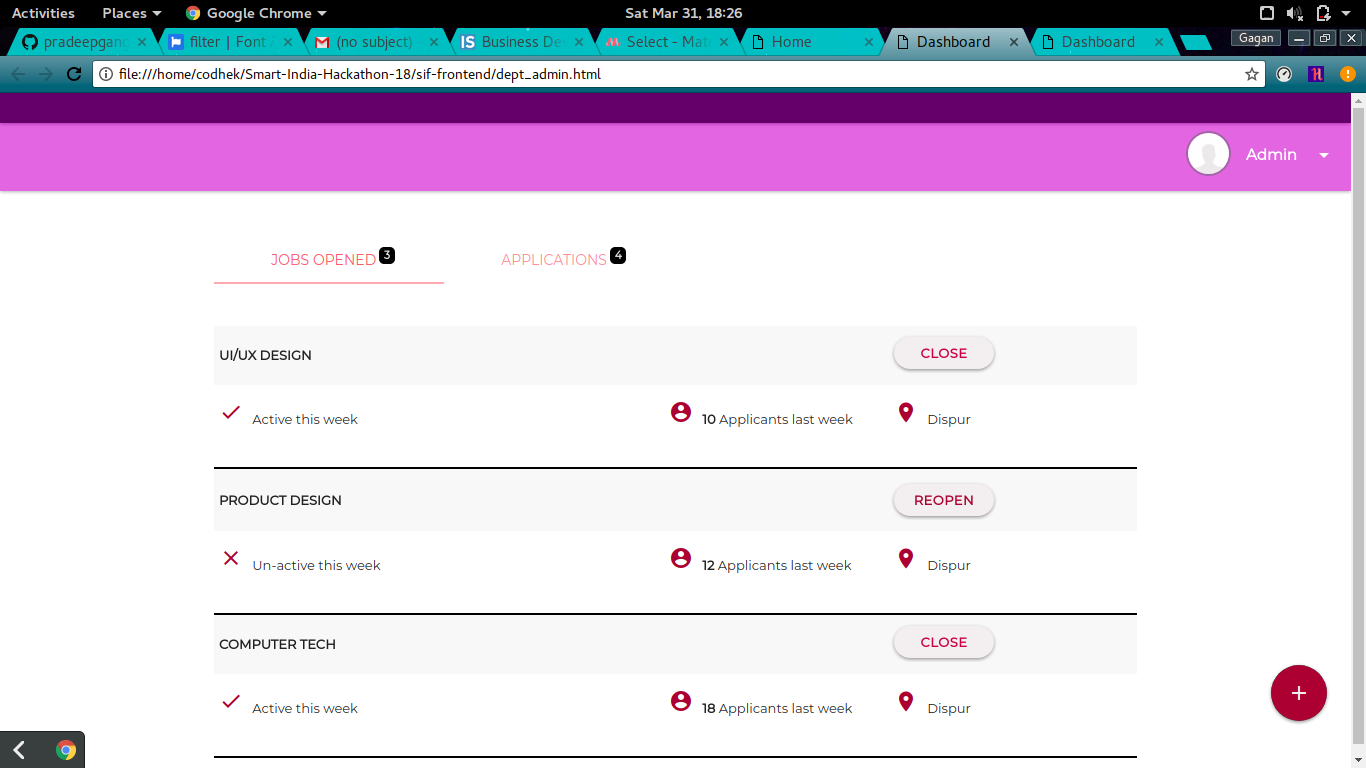 Activities Places Google Chrome Sat Mar 31, 18:26
pradeepgan filter | Font A (no subject) IS Business De Select - Mat Home Dashboard Dashboard Gagan
file:///home/codhek/Smart-India-Hackathon-18/sif-frontend/dept_admin.html
Admin
JOBS OPENED 3 APPLICATIONS 4
UI/UX DESIGN CLOSE
Active this week 10 Applicants last week Dispur
PRODUCT DESIGN REOPEN
Un-active this week 12 Applicants last week Dispur
COMPUTER TECH CLOSE
Active this week 18 Applicants last week Dispur